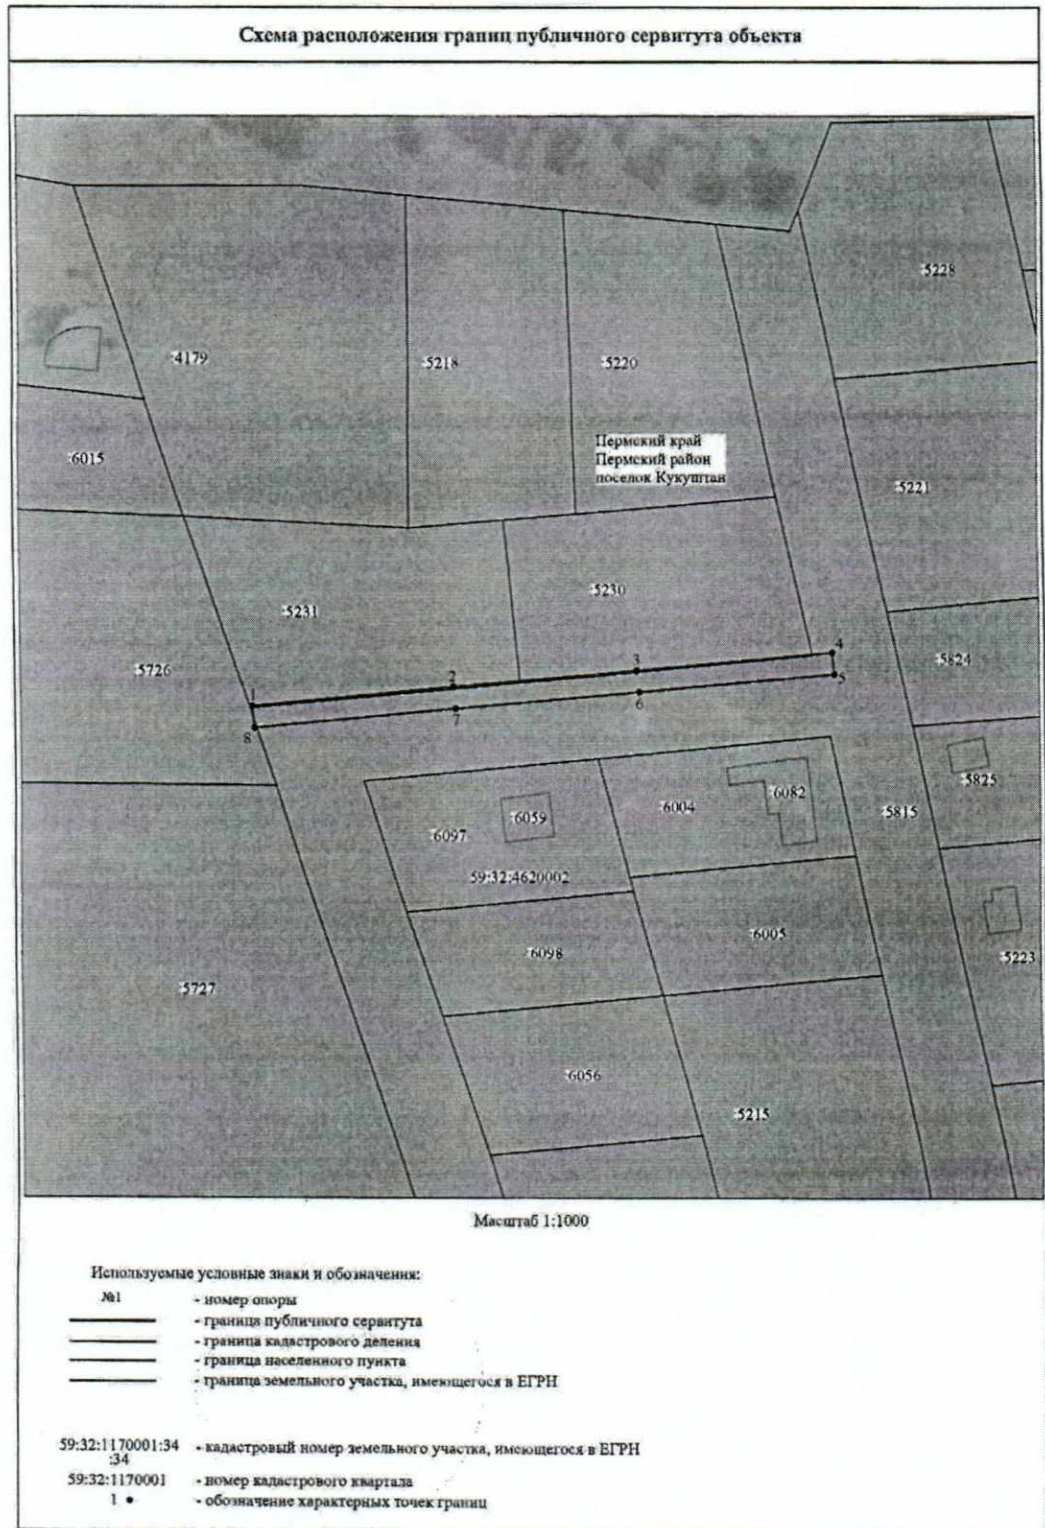 Схема расположения границ публичного сервитута объекта
:5228
:4179
:5218
:5220
Пермский край
Пермский район
поселок Кукуштан
:6015
:5221
:5230
:5231
:5726
:5824
1
2
3
4
5
6
7
8
:5825
:6082
:6004
:5815
:6059
:6097
59:32:4620002
:6005
:6098
:5223
:5727
:6056
:5215
Масштаб 1:1000
Используемые условные знаки и обозначения:
№1 - номер опоры
- граница публичного сервитута
- граница кадастрового деления
- граница населенного пункта
- граница земельного участка, имеющегося в ЕГРН
59:32:1170001:34 - кадастровый номер земельного участка, имеющегося в ЕГРН
:34
59:32:1170001 - номер кадастрового квартала
1 ● - обозначение характерных точек границ